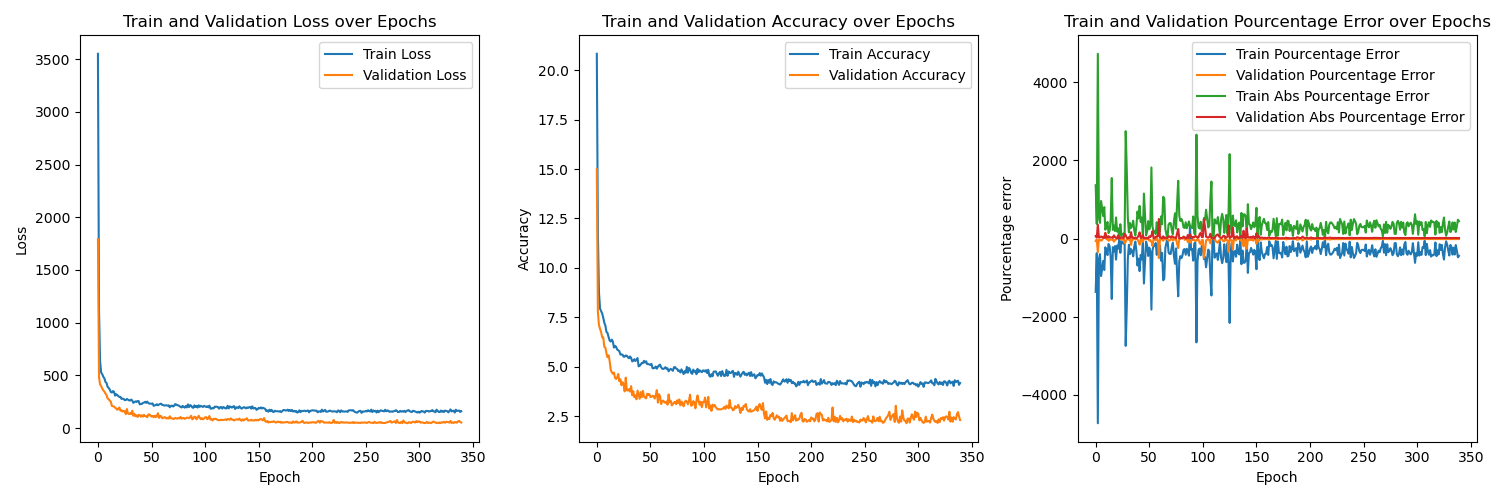 Train and Validation Loss over Epochs
Train Loss
Validation Loss
3500
3000
2500
2000
1500
1000
500
0
Loss
0 50 100 150 200 250 300 350
Epoch
Train and Validation Accuracy over Epochs
Train Accuracy
Validation Accuracy
20.0
17.5
15.0
12.5
10.0
7.5
5.0
2.5
Accuracy
0 50 100 150 200 250 300 350
Epoch
Train and Validation Pourcentage Error over Epochs
Train Pourcentage Error
Validation Pourcentage Error
Train Abs Pourcentage Error
Validation Abs Pourcentage Error
4000
2000
0
−2000
−4000
Pourcentage error
0 50 100 150 200 250 300 350
Epoch